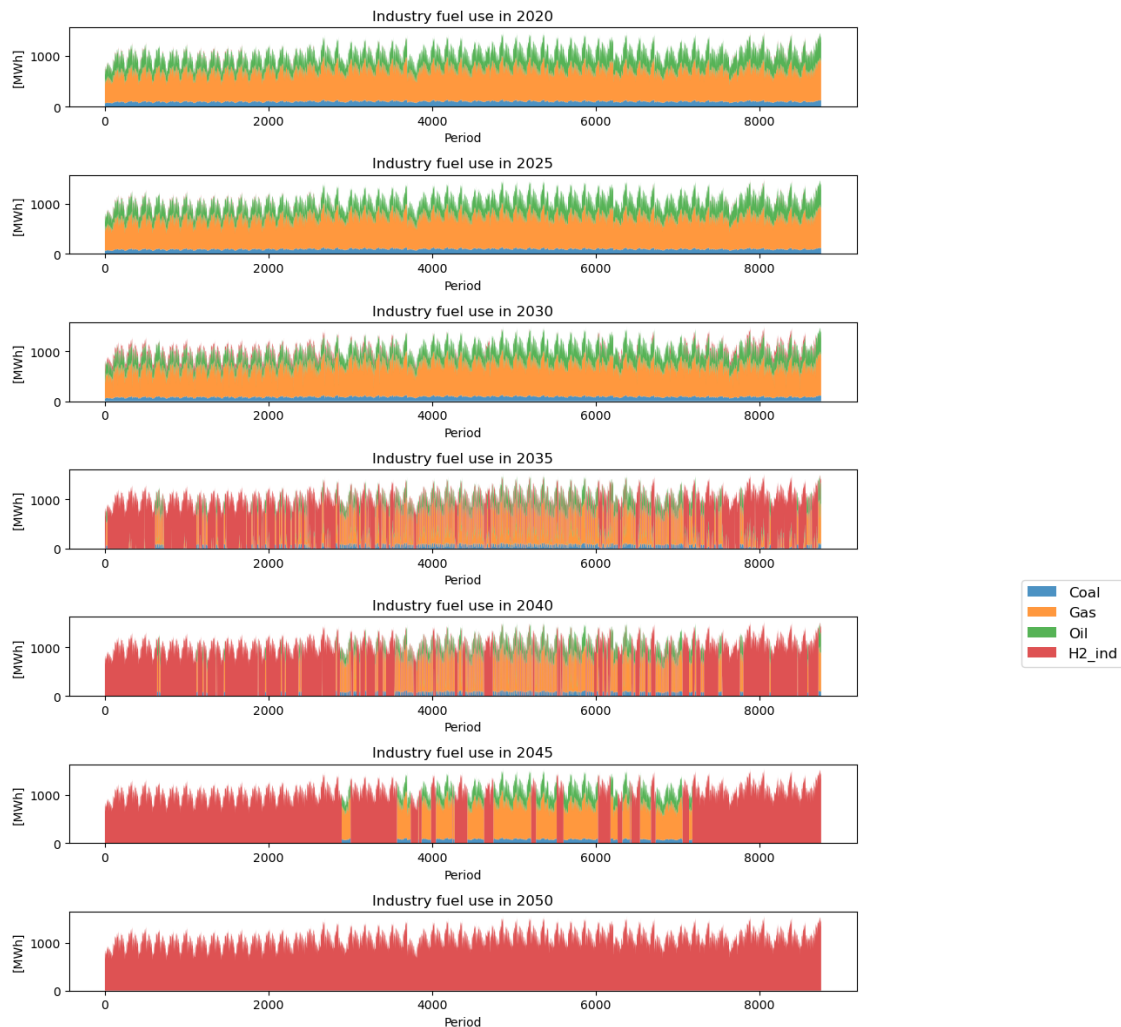 Industry fuel use in 2020
[MWh]
1000
0
0 2000 4000 6000 8000
Period
Industry fuel use in 2025
[MWh]
1000
0
0 2000 4000 6000 8000
Period
Industry fuel use in 2030
[MWh]
1000
0
0 2000 4000 6000 8000
Period
Industry fuel use in 2035
[MWh]
1000
0
0 2000 4000 6000 8000
Period
Industry fuel use in 2040
[MWh]
1000
0
0 2000 4000 6000 8000
Period
Industry fuel use in 2045
[MWh]
1000
0
0 2000 4000 6000 8000
Period
Industry fuel use in 2050
[MWh]
1000
0
0 2000 4000 6000 8000
Period
Coal
Gas
Oil
H2_ind